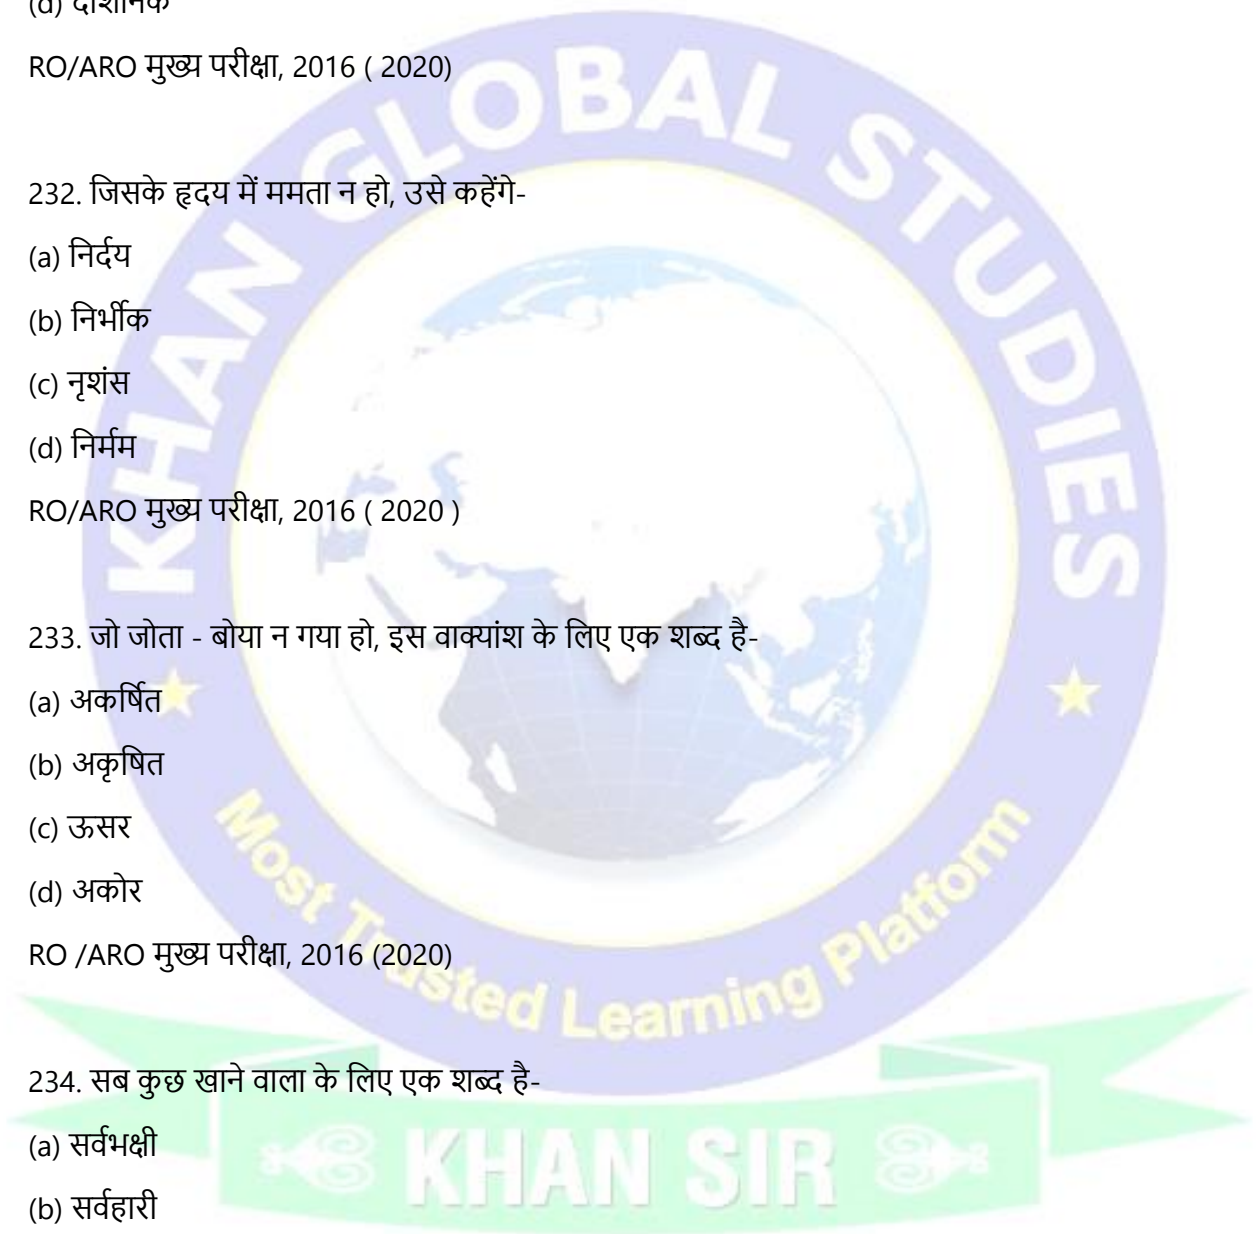 (d) दार्शनिक
RO/ARO मुख्य परीक्षा, 2016 ( 2020)
232. जिसके हृदय में ममता न हो, उसे कहेंगे-
(a) निर्दय
(b) निर्भीक
(c) नृशंस
(d) निर्मम
RO/ARO मुख्य परीक्षा, 2016 ( 2020 )
233. जो जोता - बोया न गया हो, इस वाक्यांश के लिए एक शब्द है-
(a) अकर्षित
(b) अकृषित
(c) ऊसर
(d) अकोर
RO /ARO मुख्य परीक्षा, 2016 (2020)
234. सब कुछ खाने वाला के लिए एक शब्द है-
(a) सर्वभक्षी
(b) सर्वहारी
KHAN GLOBAL STUDIES
Most Trusted Learning Platform
KHAN SIR